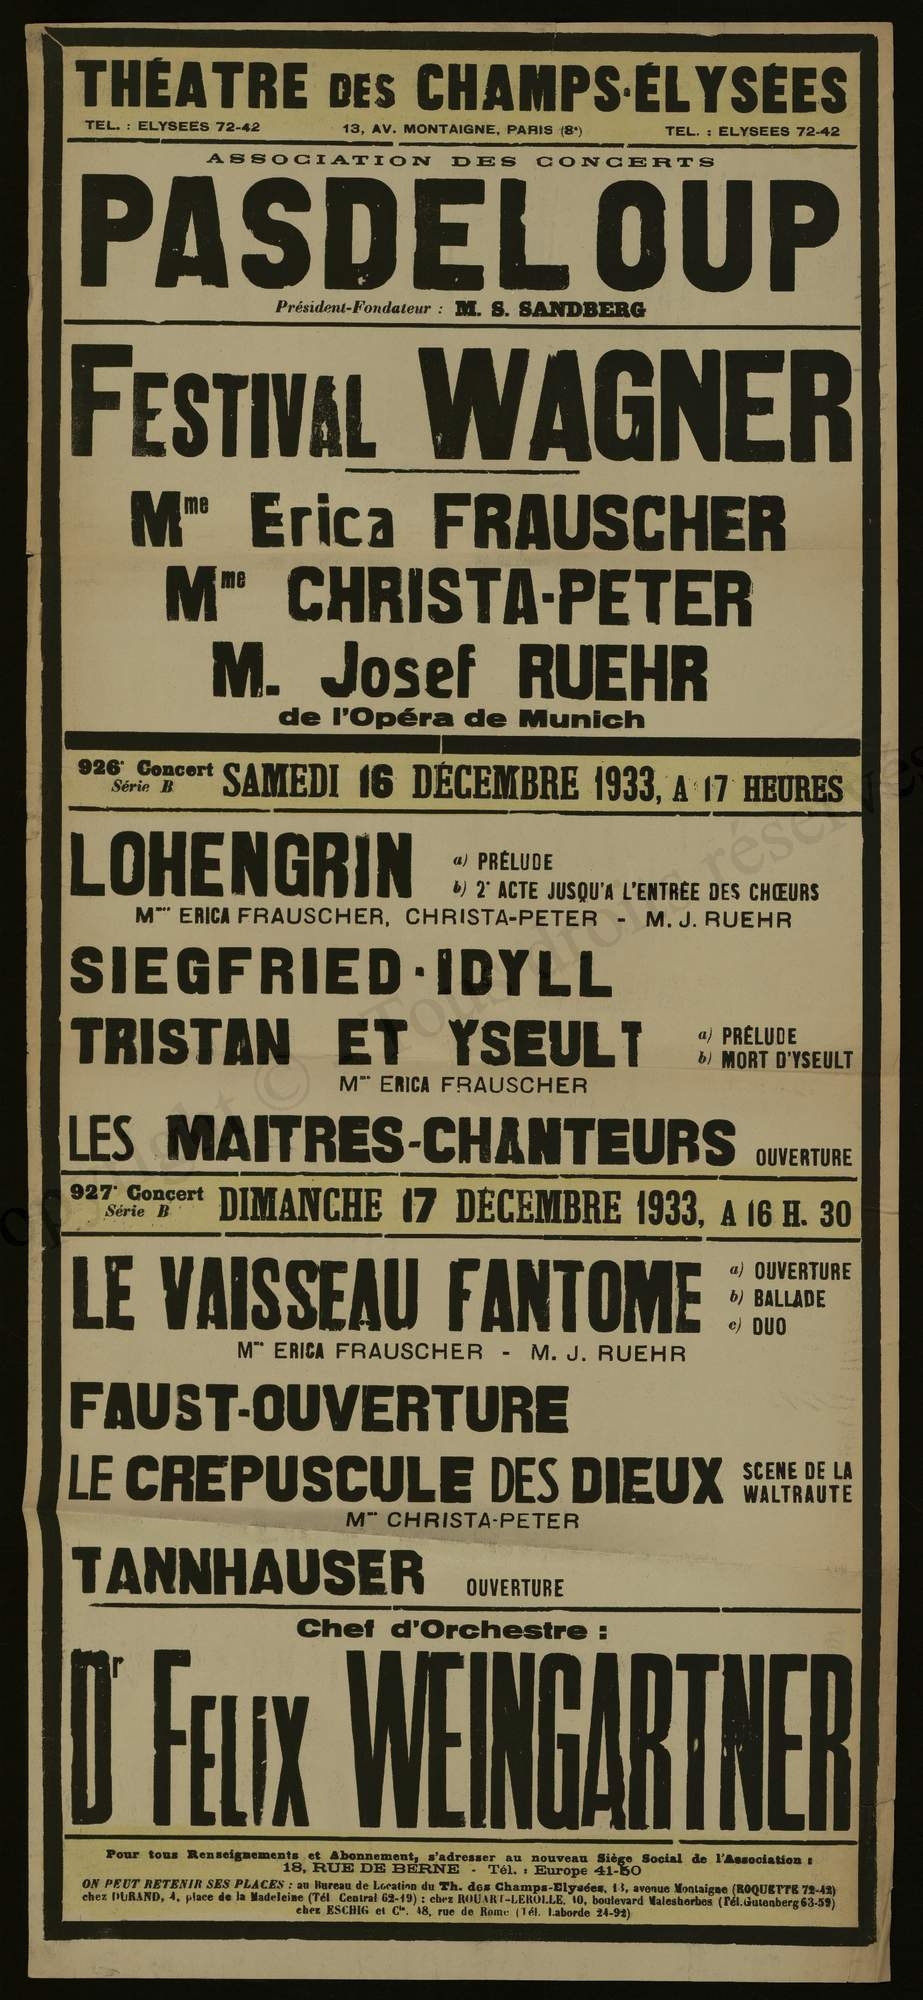 THÉATRE DES CHAMPS-ÉLYSÉES
TEL. : ELYSEES 72-42 13, AV. MONTAIGNE, PARIS (8e) TEL. : ELYSEES 72-42
ASSOCIATION DES CONCERTS
PASDELOUP
Président-Fondateur : M. S. SANDBERG
FESTIVAL WAGNER
Mme Erica FRAUSCHER
Mme CHRISTA-PETER
M. Josef RUEHR
de l'Opéra de Munich
926e Concert
Série B
SAMEDI 16 DÉCEMBRE 1933, A 17 HEURES
LOHENGRIN
a) PRÉLUDE
b) 2e ACTE JUSQU'A L'ENTRÉE DES CHŒURS
Mmes ERICA FRAUSCHER, CHRISTA-PETER - M. J. RUEHR
SIEGFRIED-IDYLL
TRISTAN ET YSEULT
a) PRÉLUDE
b) MORT D'YSEULT
Mme ERICA FRAUSCHER
LES MAITRES-CHANTEURS OUVERTURE
927e Concert
Série B
DIMANCHE 17 DÉCEMBRE 1933, A 16 H. 30
LE VAISSEAU FANTOME
a) OUVERTURE
b) BALLADE
c) DUO
Mme ERICA FRAUSCHER - M. J. RUEHR
FAUST-OUVERTURE
LE CREPUSCULE DES DIEUX
SCENE DE LA
WALTRAUTE
Mme CHRISTA-PETER
TANNHAUSER OUVERTURE
Chef d'Orchestre :
Dr FELIX WEINGARTNER
Pour tous Renseignements et Abonnement, s'adresser au nouveau Siège Social de l'Association :
18, RUE DE BERNE - Tél. : Europe 41-50
ON PEUT RETENIR SES PLACES : au Bureau de Location du Th. des Champs-Elysées, 13, avenue Montaigne (ROQUETTE 72-42)
chez DURAND, 4, place de la Madeleine (Tél. Central 62-19) : chez ROUART-LEROLLE, 40, boulevard Malesherbes (Tél. Gutenberg 63-59)
chez ESCHIG et Cie, 48, rue de Rome (Tél. Laborde 24-92)
opyright © - Tous droits réservés